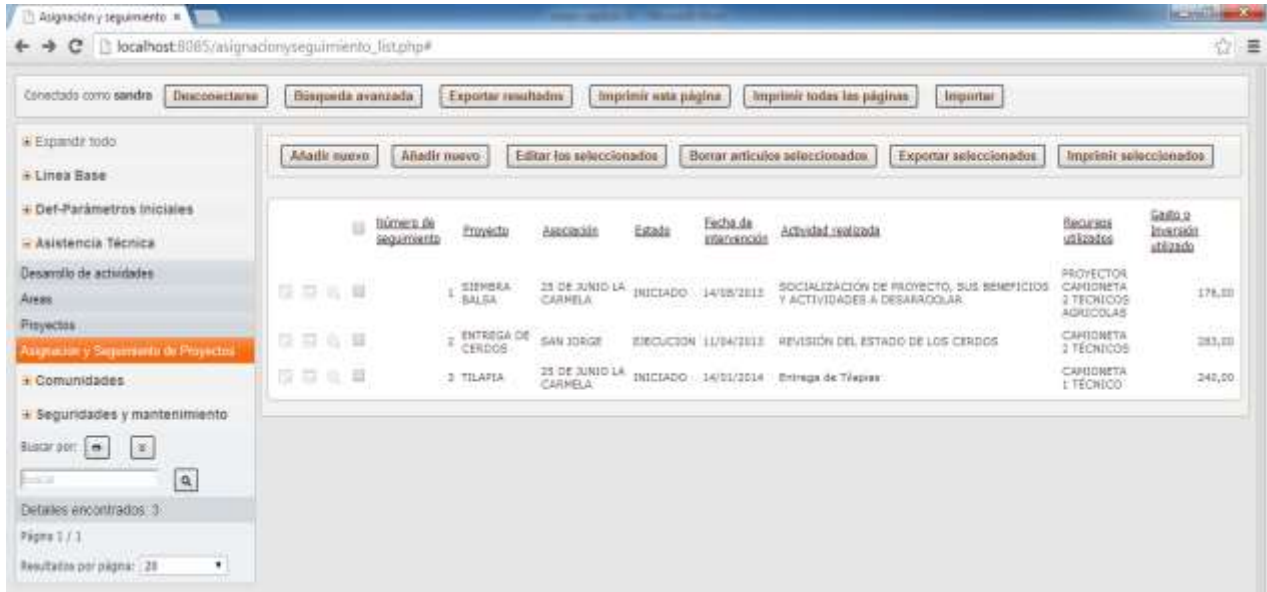 Asignación y seguimiento
localhost:8085/asignacionyseguimiento_list.php#
Conectado como sandra Desconectarse Búsqueda avanzada Exportar resultados Imprimir esta página Imprimir todas las páginas Importar
Expandir todo
Linea Base
Def-Parámetros Iniciales
Asistencia Técnica
Desarrollo de actividades
Areas
Proyectos
Asignacion y Seguimiento de Proyectos
Comunidades
Seguridades y mantenimiento
Buscar por:
Detalles encontrados: 3
Página 1 / 1
Resultados por página: 20
Añadir nuevo Añadir nuevo Editar los seleccionados Borrar articulos seleccionados Exportar seleccionados Imprimir seleccionados
Número de seguimiento Proyecto Asociación Estado Fecha de intervención Actividad realizada Recursos utilizados Gasto o Inversión utilizado
1 SIEMBRA BALSA 25 DE JUNIO LA CARMELA INICIADO 14/08/2013 SOCIALIZACIÓN DE PROYECTO, SUS BENEFICIOS Y ACTIVIDADES A DESARROOLAR PROYECTOR CAMIONETA 2 TECNICOS AGRICOLAS 176,00
2 ENTREGA DE CERDOS SAN JORGE EJECUCION 11/04/2013 REVISIÓN DEL ESTADO DE LOS CERDOS CAMIONETA 2 TECNICOS 283,00
3 TILAPIA 25 DE JUNIO LA CARMELA INICIADO 14/01/2014 Entrega de Tilapias CAMIONETA 1 TÉCNICO 240,00